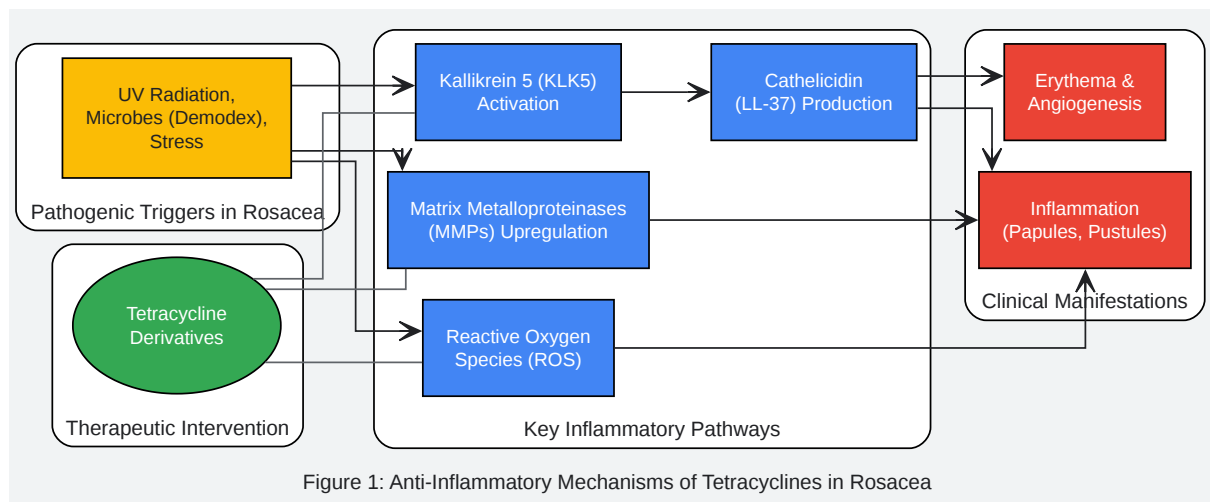 UV Radiation,
Microbes (Demodex),
Stress
Pathogenic Triggers in Rosacea
Tetracycline
Derivatives
Therapeutic Intervention
Kallikrein 5 (KLK5)
Activation
Cathelicidin
(LL-37) Production
Matrix Metalloproteinases
(MMPs) Upregulation
Reactive Oxygen
Species (ROS)
Key Inflammatory Pathways
Erythema &
Angiogenesis
Inflammation
(Papules, Pustules)
Clinical Manifestations
Figure 1: Anti-Inflammatory Mechanisms of Tetracyclines in Rosacea